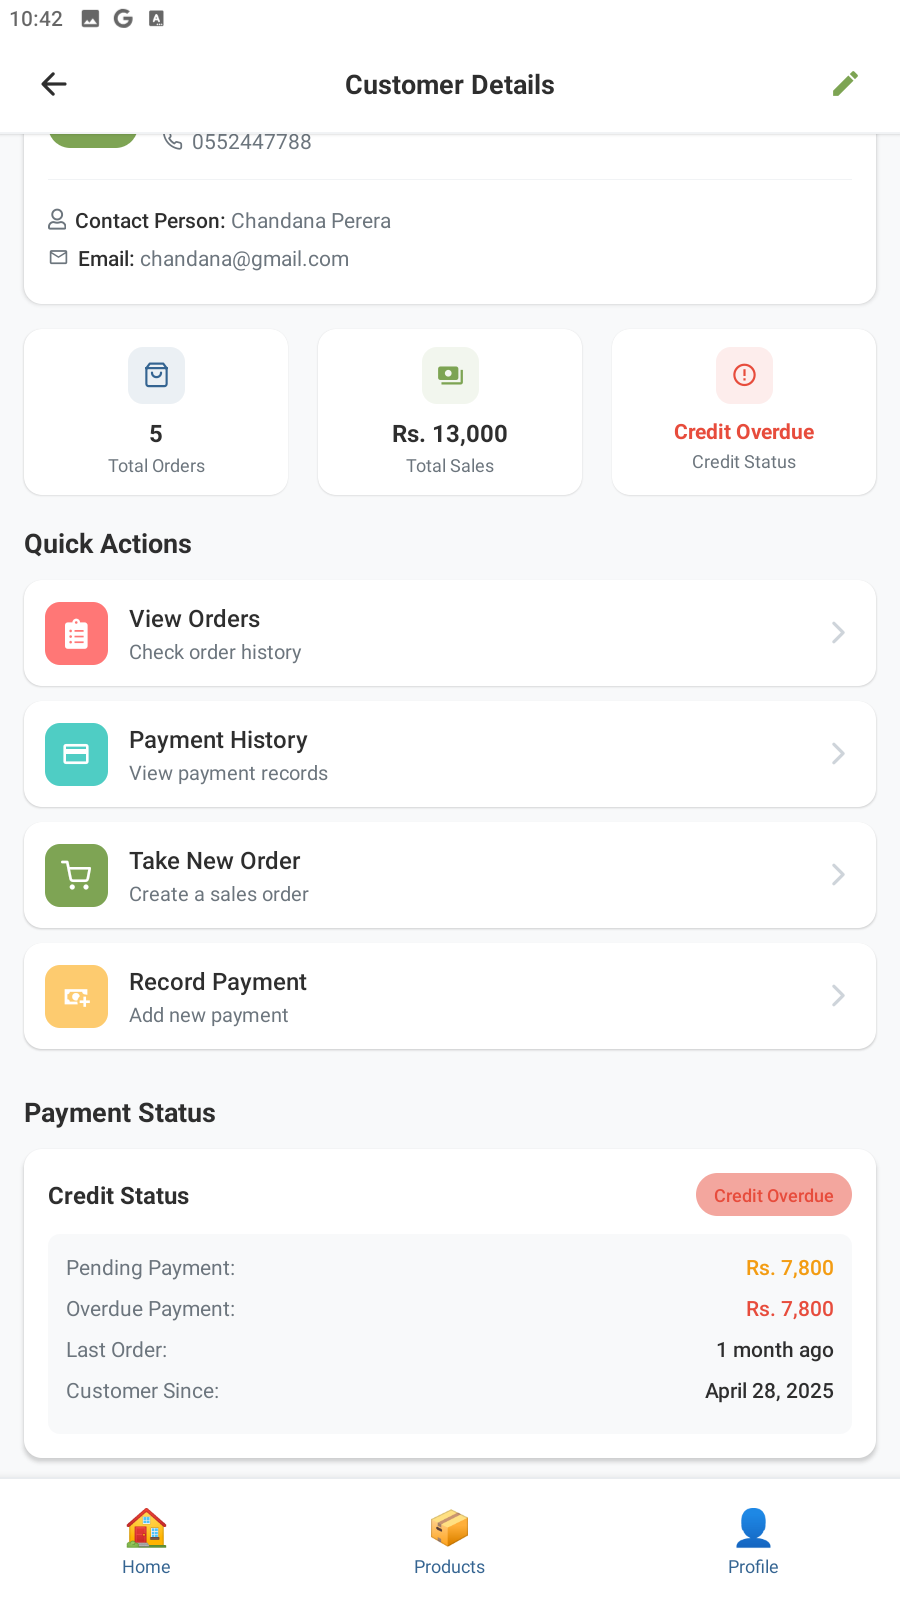 10:42
Customer Details
0552447788
Contact Person: Chandana Perera
Email: chandana@gmail.com
5
Total Orders
Rs. 13,000
Total Sales
Credit Overdue
Credit Status
Quick Actions
View Orders
Check order history
Payment History
View payment records
Take New Order
Create a sales order
Record Payment
Add new payment
Payment Status
Credit Status
Credit Overdue
Pending Payment: Rs. 7,800
Overdue Payment: Rs. 7,800
Last Order: 1 month ago
Customer Since: April 28, 2025
Home
Products
Profile